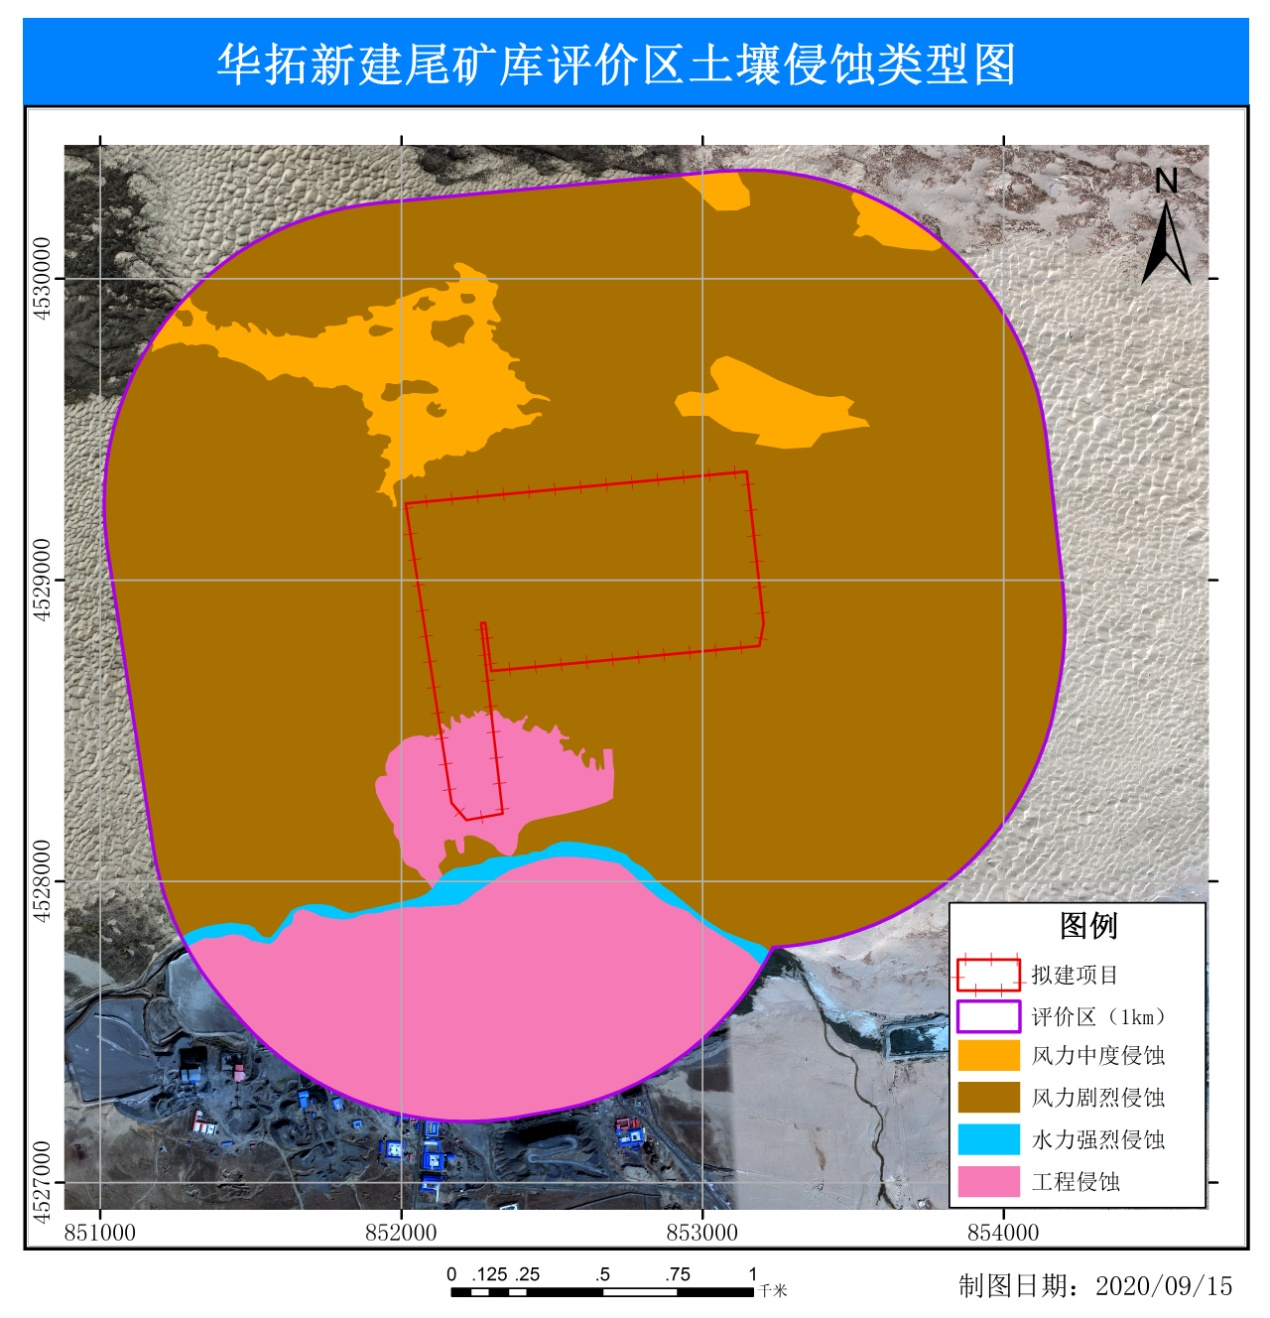 华拓新建尾矿库评价区土壤侵蚀类型图
N
4530000
4529000
4528000
4527000
851000
852000
853000
854000
图例
拟建项目
评价区（1km）
风力中度侵蚀
风力剧烈侵蚀
水力强烈侵蚀
工程侵蚀
0 .125 .25 .5 .75 1
千米
制图日期：2020/09/15